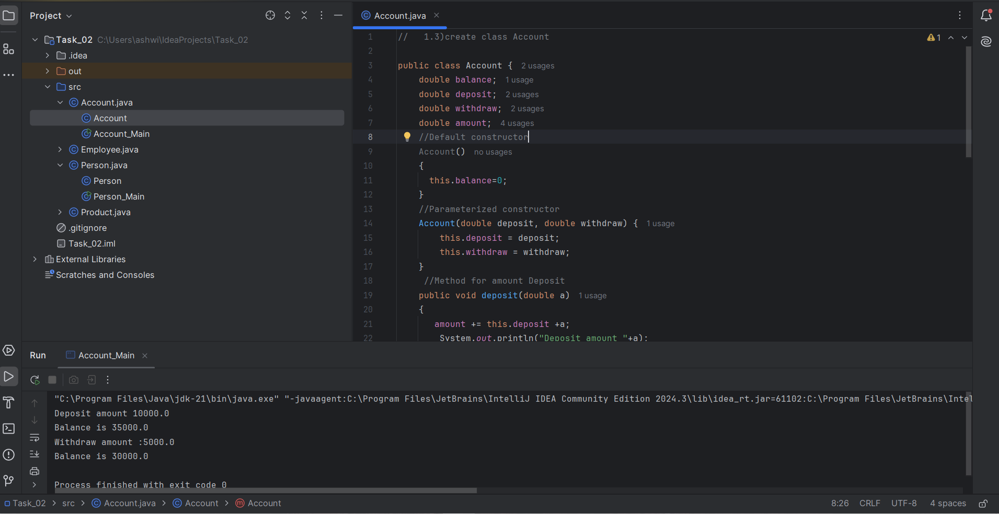 Project
Task_02 C:\Users\ashwi\IdeaProjects\Task_02
.idea
out
src
Account.java
Account
Account_Main
Employee.java
Person.java
Person
Person_Main
Product.java
.gitignore
Task_02.iml
External Libraries
Scratches and Consoles
Account.java
1
1 // 1.3)create class Account
2
3 public class Account { 2 usages
4 double balance; 1 usage
5 double deposit; 2 usages
6 double withdraw; 2 usages
7 double amount; 4 usages
8 //Default constructor
9 Account() no usages
10 {
11 this.balance=0;
12 }
13 //Parameterized constructor
14 Account(double deposit, double withdraw) { 1 usage
15 this.deposit = deposit;
16 this.withdraw = withdraw;
17 }
18 //Method for amount Deposit
19 public void deposit(double a) 1 usage
20 {
21 amount += this.deposit +a;
22 System.out.println("Deposit amount "+a);
Run Account_Main
"C:\Program Files\Java\jdk-21\bin\java.exe" "-javaagent:C:\Program Files\JetBrains\IntelliJ IDEA Community Edition 2024.3\lib\idea_rt.jar=61102:C:\Program Files\JetBrains\Intel
Deposit amount 10000.0
Balance is 35000.0
Withdraw amount :5000.0
Balance is 30000.0
Process finished with exit code 0
Task_02 > src > Account.java > Account > Account
8:26 CRLF UTF-8 4 spaces